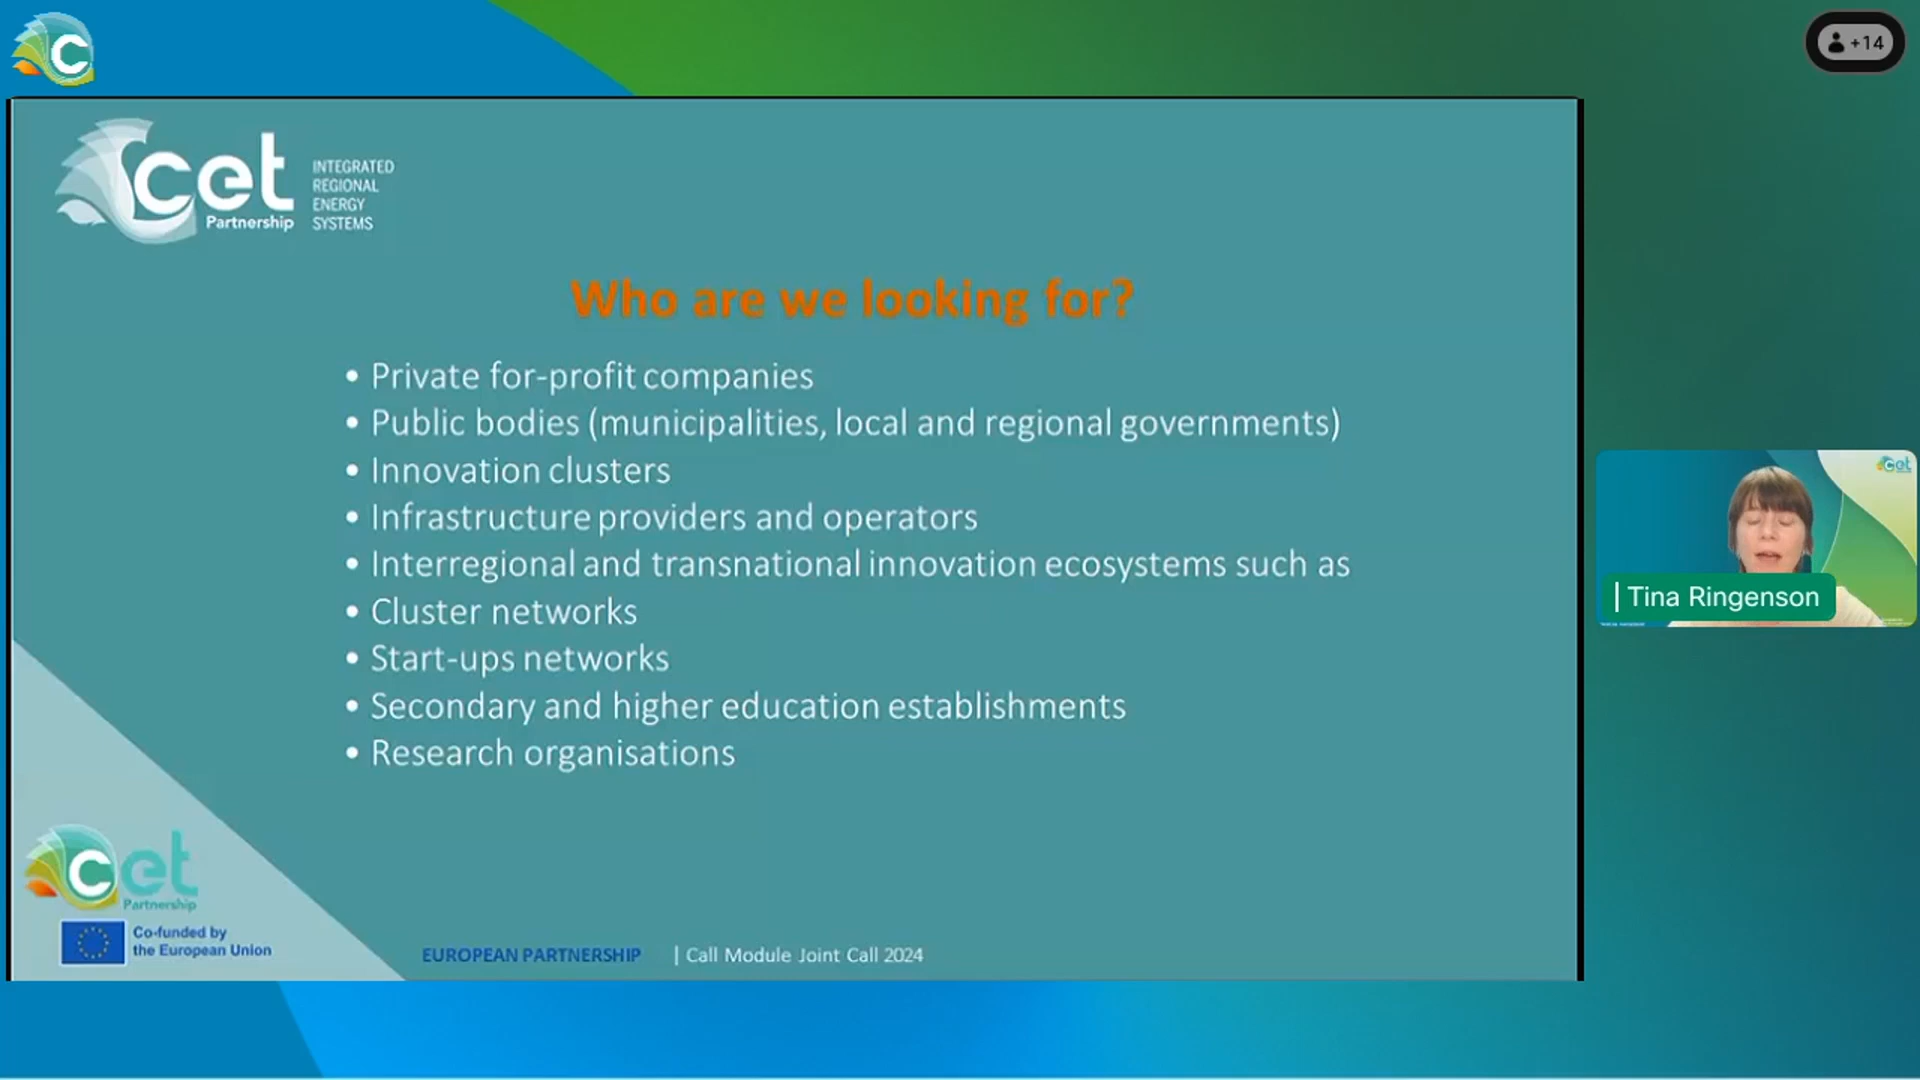 C
+14
cet
Partnership
INTEGRATED
REGIONAL
ENERGY
SYSTEMS
Who are we looking for?
• Private for-profit companies
• Public bodies (municipalities, local and regional governments)
• Innovation clusters
• Infrastructure providers and operators
• Interregional and transnational innovation ecosystems such as
• Cluster networks
• Start-ups networks
• Secondary and higher education establishments
• Research organisations
cet
Tina Ringenson
cet
Partnership
Co-funded by
the European Union
EUROPEAN PARTNERSHIP | Call Module Joint Call 2024